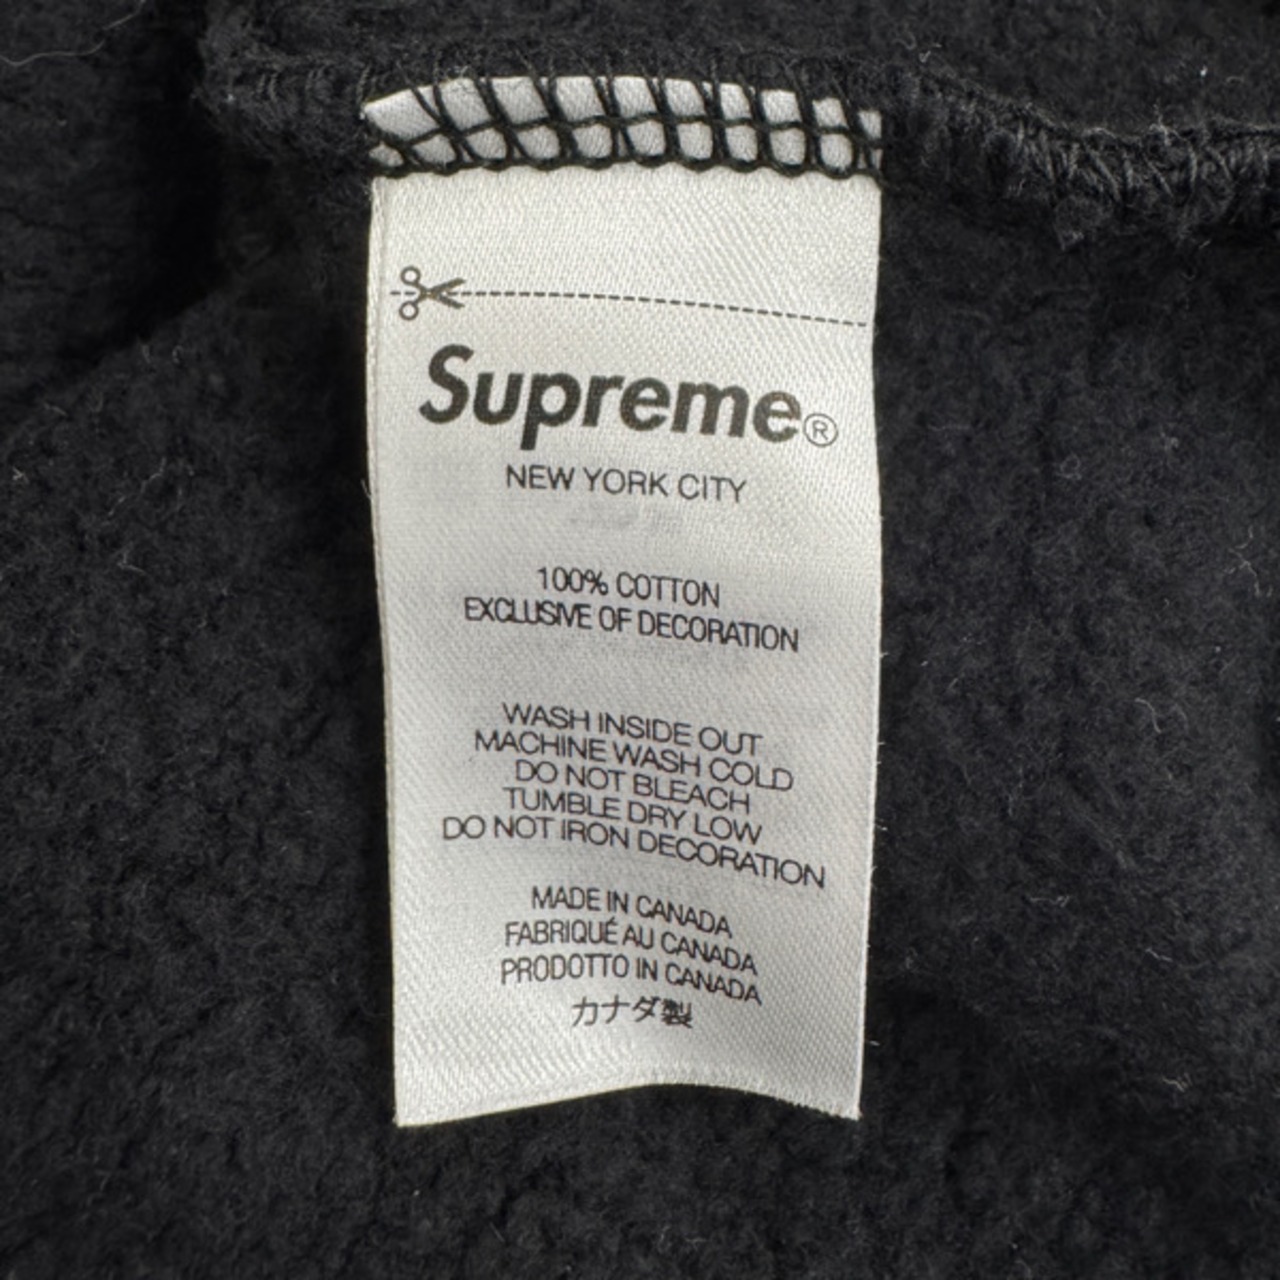 Supreme®
NEW YORK CITY
100% COTTON
EXCLUSIVE OF DECORATION
WASH INSIDE OUT
MACHINE WASH COLD
DO NOT BLEACH
TUMBLE DRY LOW
DO NOT IRON DECORATION
MADE IN CANADA
FABRIQUÉ AU CANADA
PRODOTTO IN CANADA
カナダ製